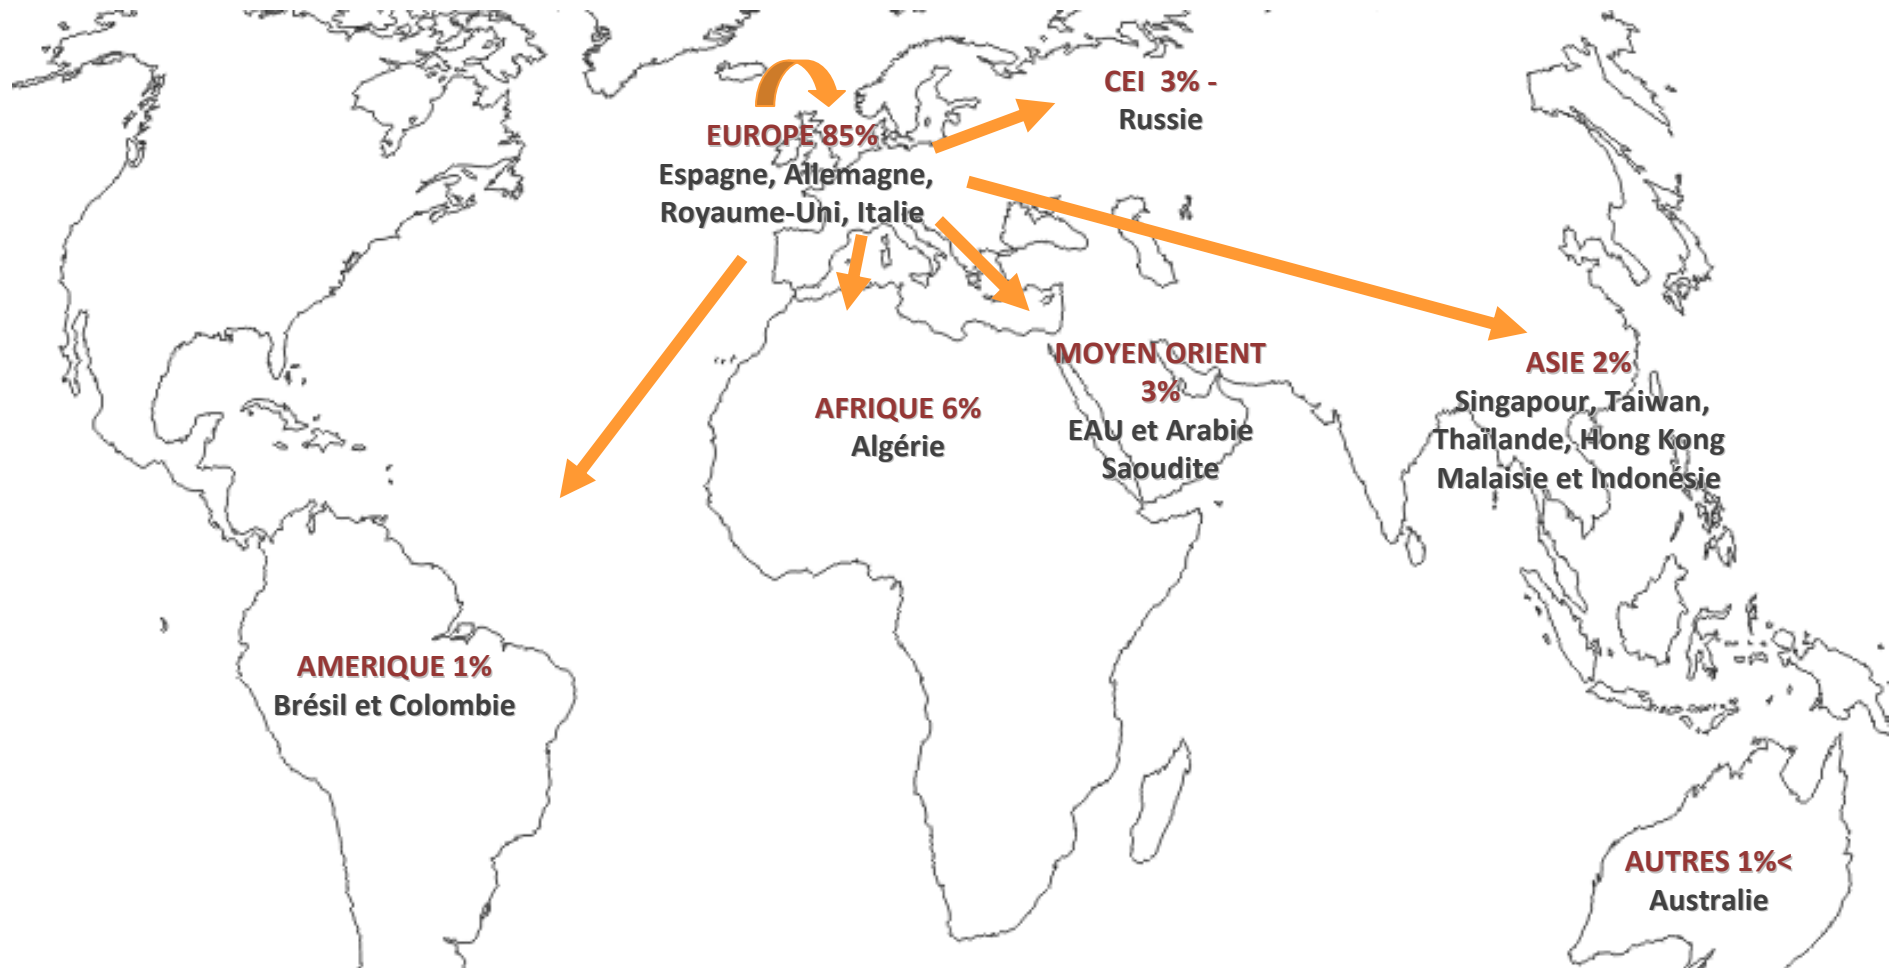 CEI 3% -
Russie
EUROPE 85%
Espagne, Allemagne,
Royaume-Uni, Italie
MOYEN ORIENT
3%
EAU et Arabie
Saoudite
ASIE 2%
Singapour, Taiwan,
Thaïlande, Hong Kong
Malaisie et Indonésie
AFRIQUE 6%
Algérie
AMERIQUE 1%
Brésil et Colombie
AUTRES 1%<
Australie